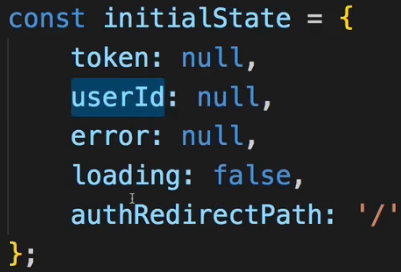 const initialState = {
token: null,
userId: null,
error: null,
loading: false,
authRedirectPath: '/'
};